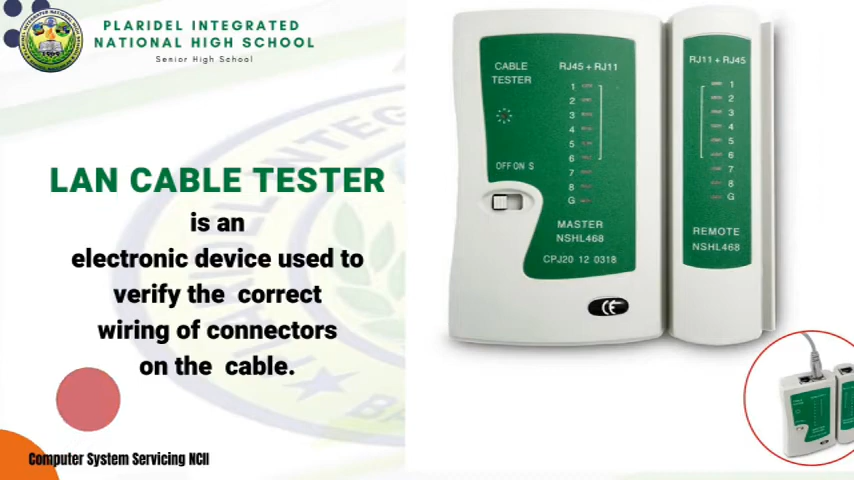 PLARIDEL INTEGRATED
NATIONAL HIGH SCHOOL
Senior High School
LAN CABLE TESTER
is an
electronic device used to
verify the correct
wiring of connectors
on the cable.
Computer System Servicing NCII
CABLE
TESTER
RJ45 + RJ11
1
2
3
4
5
6
7
8
G
OFF ON S
MASTER
NSHL468
CPJ20 12 0318
CE
RJ11 + RJ45
1
2
3
4
5
6
7
8
G
REMOTE
NSHL468